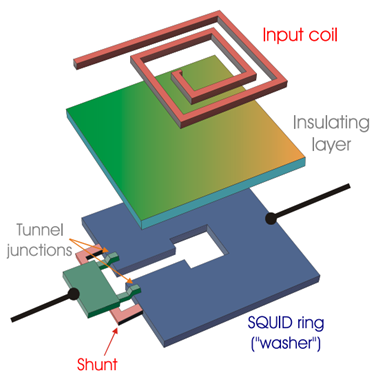 Input coil
Insulating
layer
Tunnel
junctions
SQUID ring
("washer")
Shunt